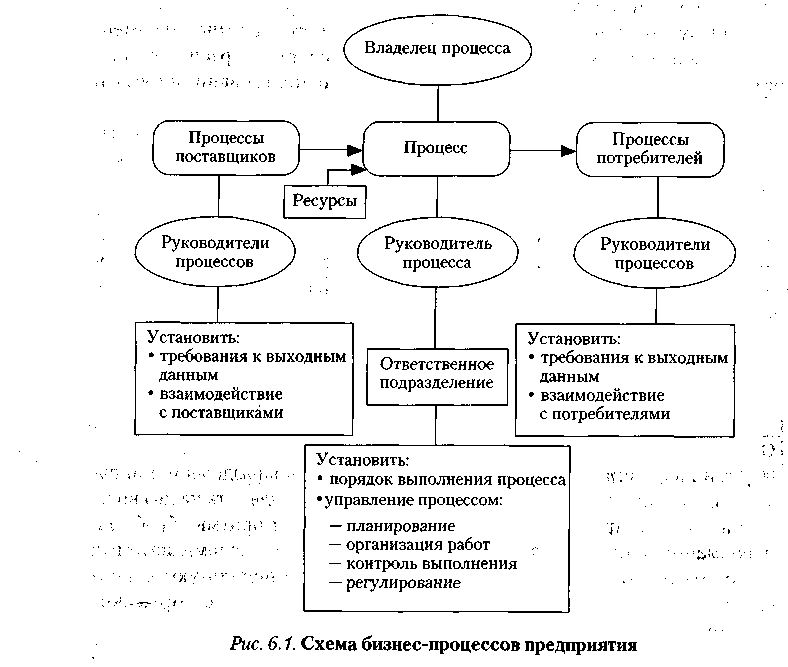 Владелец процесса
Процессы
поставщиков
Процесс
Процессы
потребителей
Ресурсы
Руководители
процессов
Руководитель
процесса
Руководители
процессов
Установить:
• требования к выходным
данным
• взаимодействие
с поставщиками
Ответственное
подразделение
Установить:
• требования к выходным
данным
• взаимодействие
с потребителями
Установить:
• порядок выполнения процесса
• управление процессом:
— планирование
— организация работ
— контроль выполнения
— регулирование
Рис. 6.1. Схема бизнес-процессов предприятия